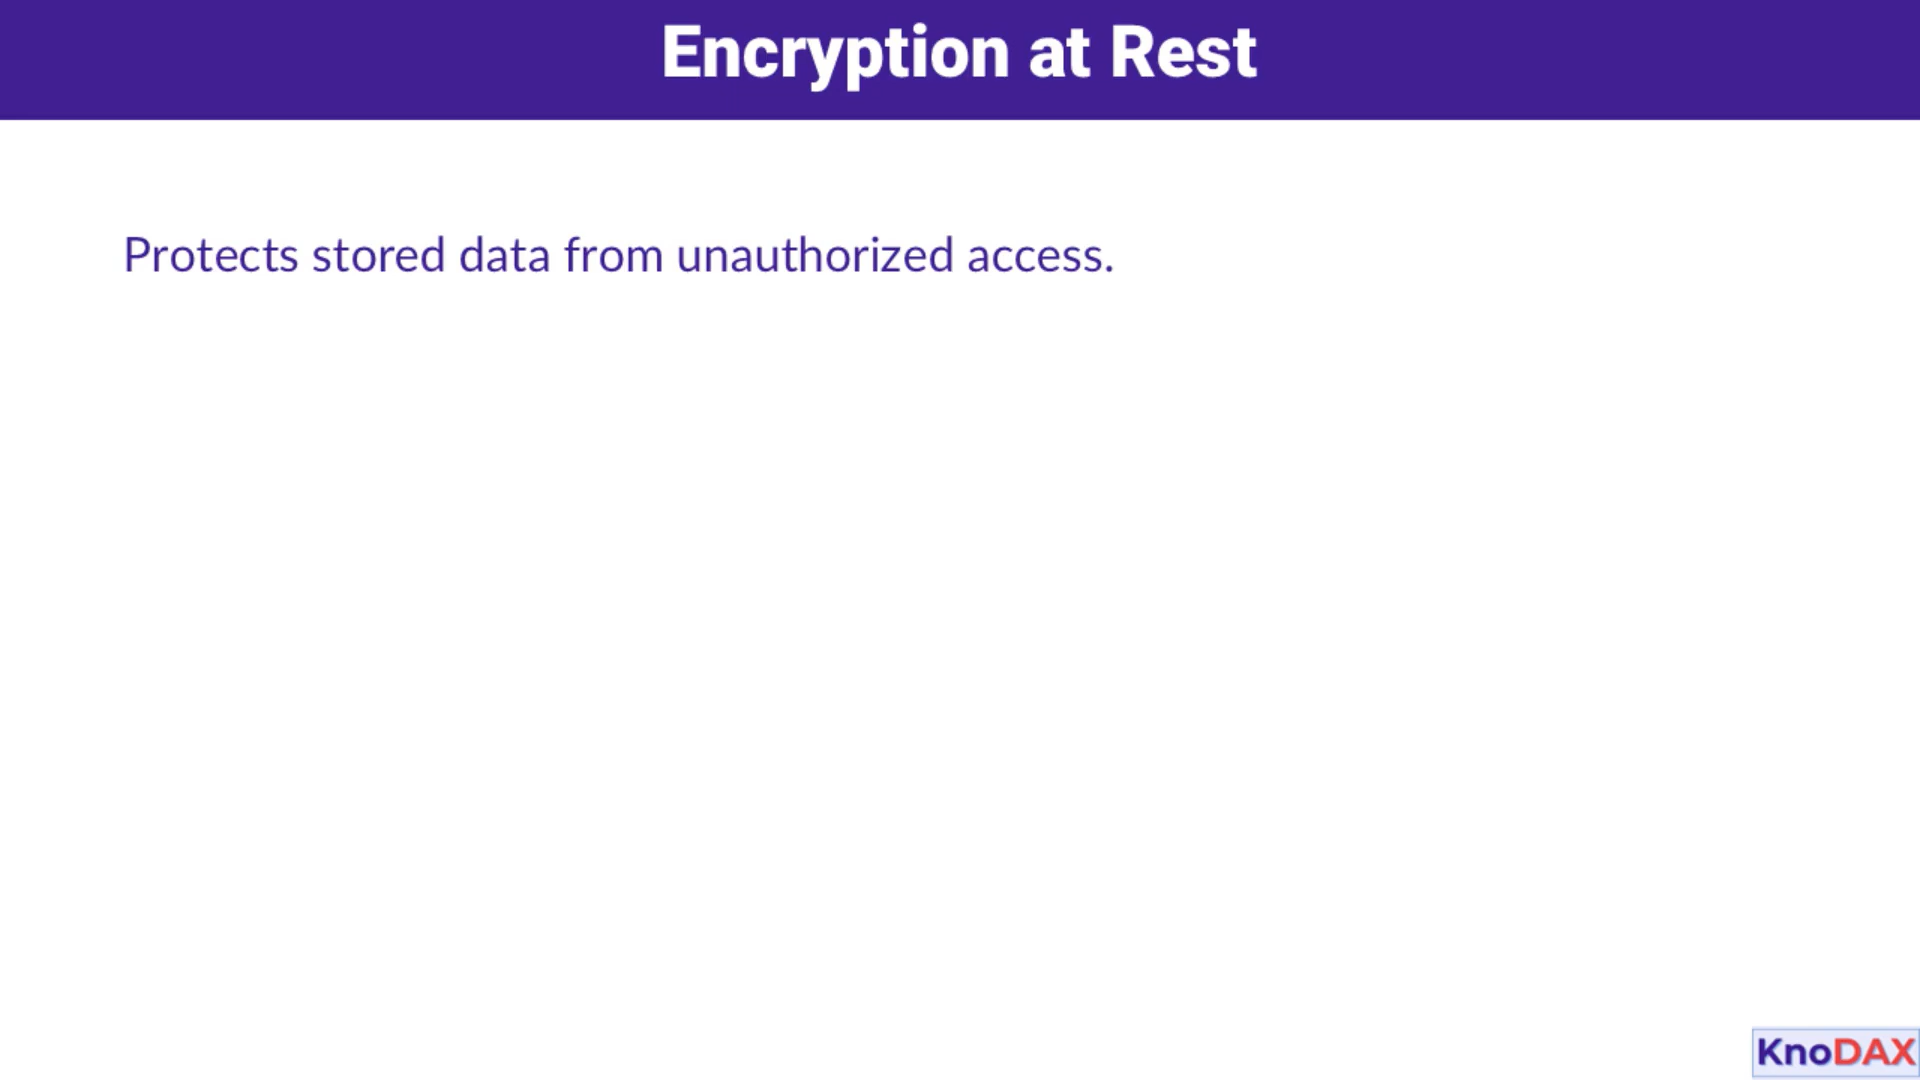 Encryption at Rest
Protects stored data from unauthorized access.
KnoDAX